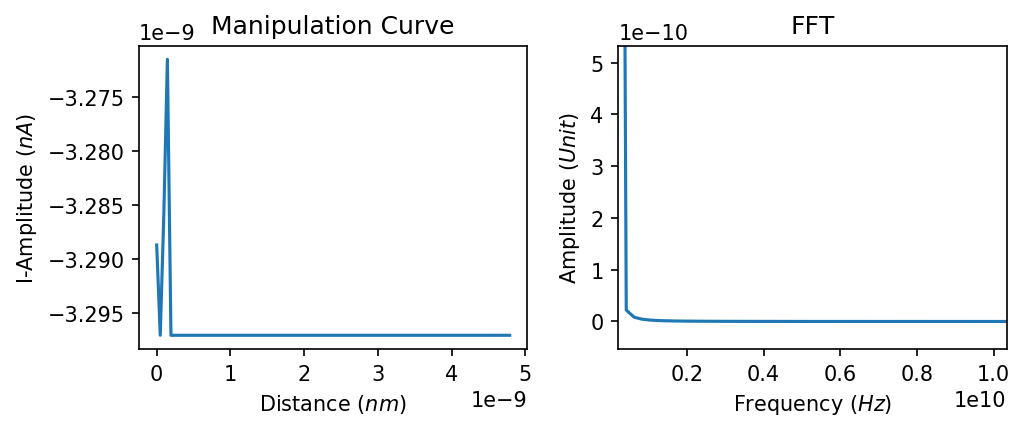 Manipulation Curve
1e−9
−3.275
−3.280
−3.285
−3.290
−3.295
I-Amplitude (nA)
0 1 2 3 4 5
Distance (nm)
1e−9
FFT
1e−10
5
4
3
2
1
0
Amplitude (Unit)
0.2 0.4 0.6 0.8 1.0
Frequency (Hz)
1e10